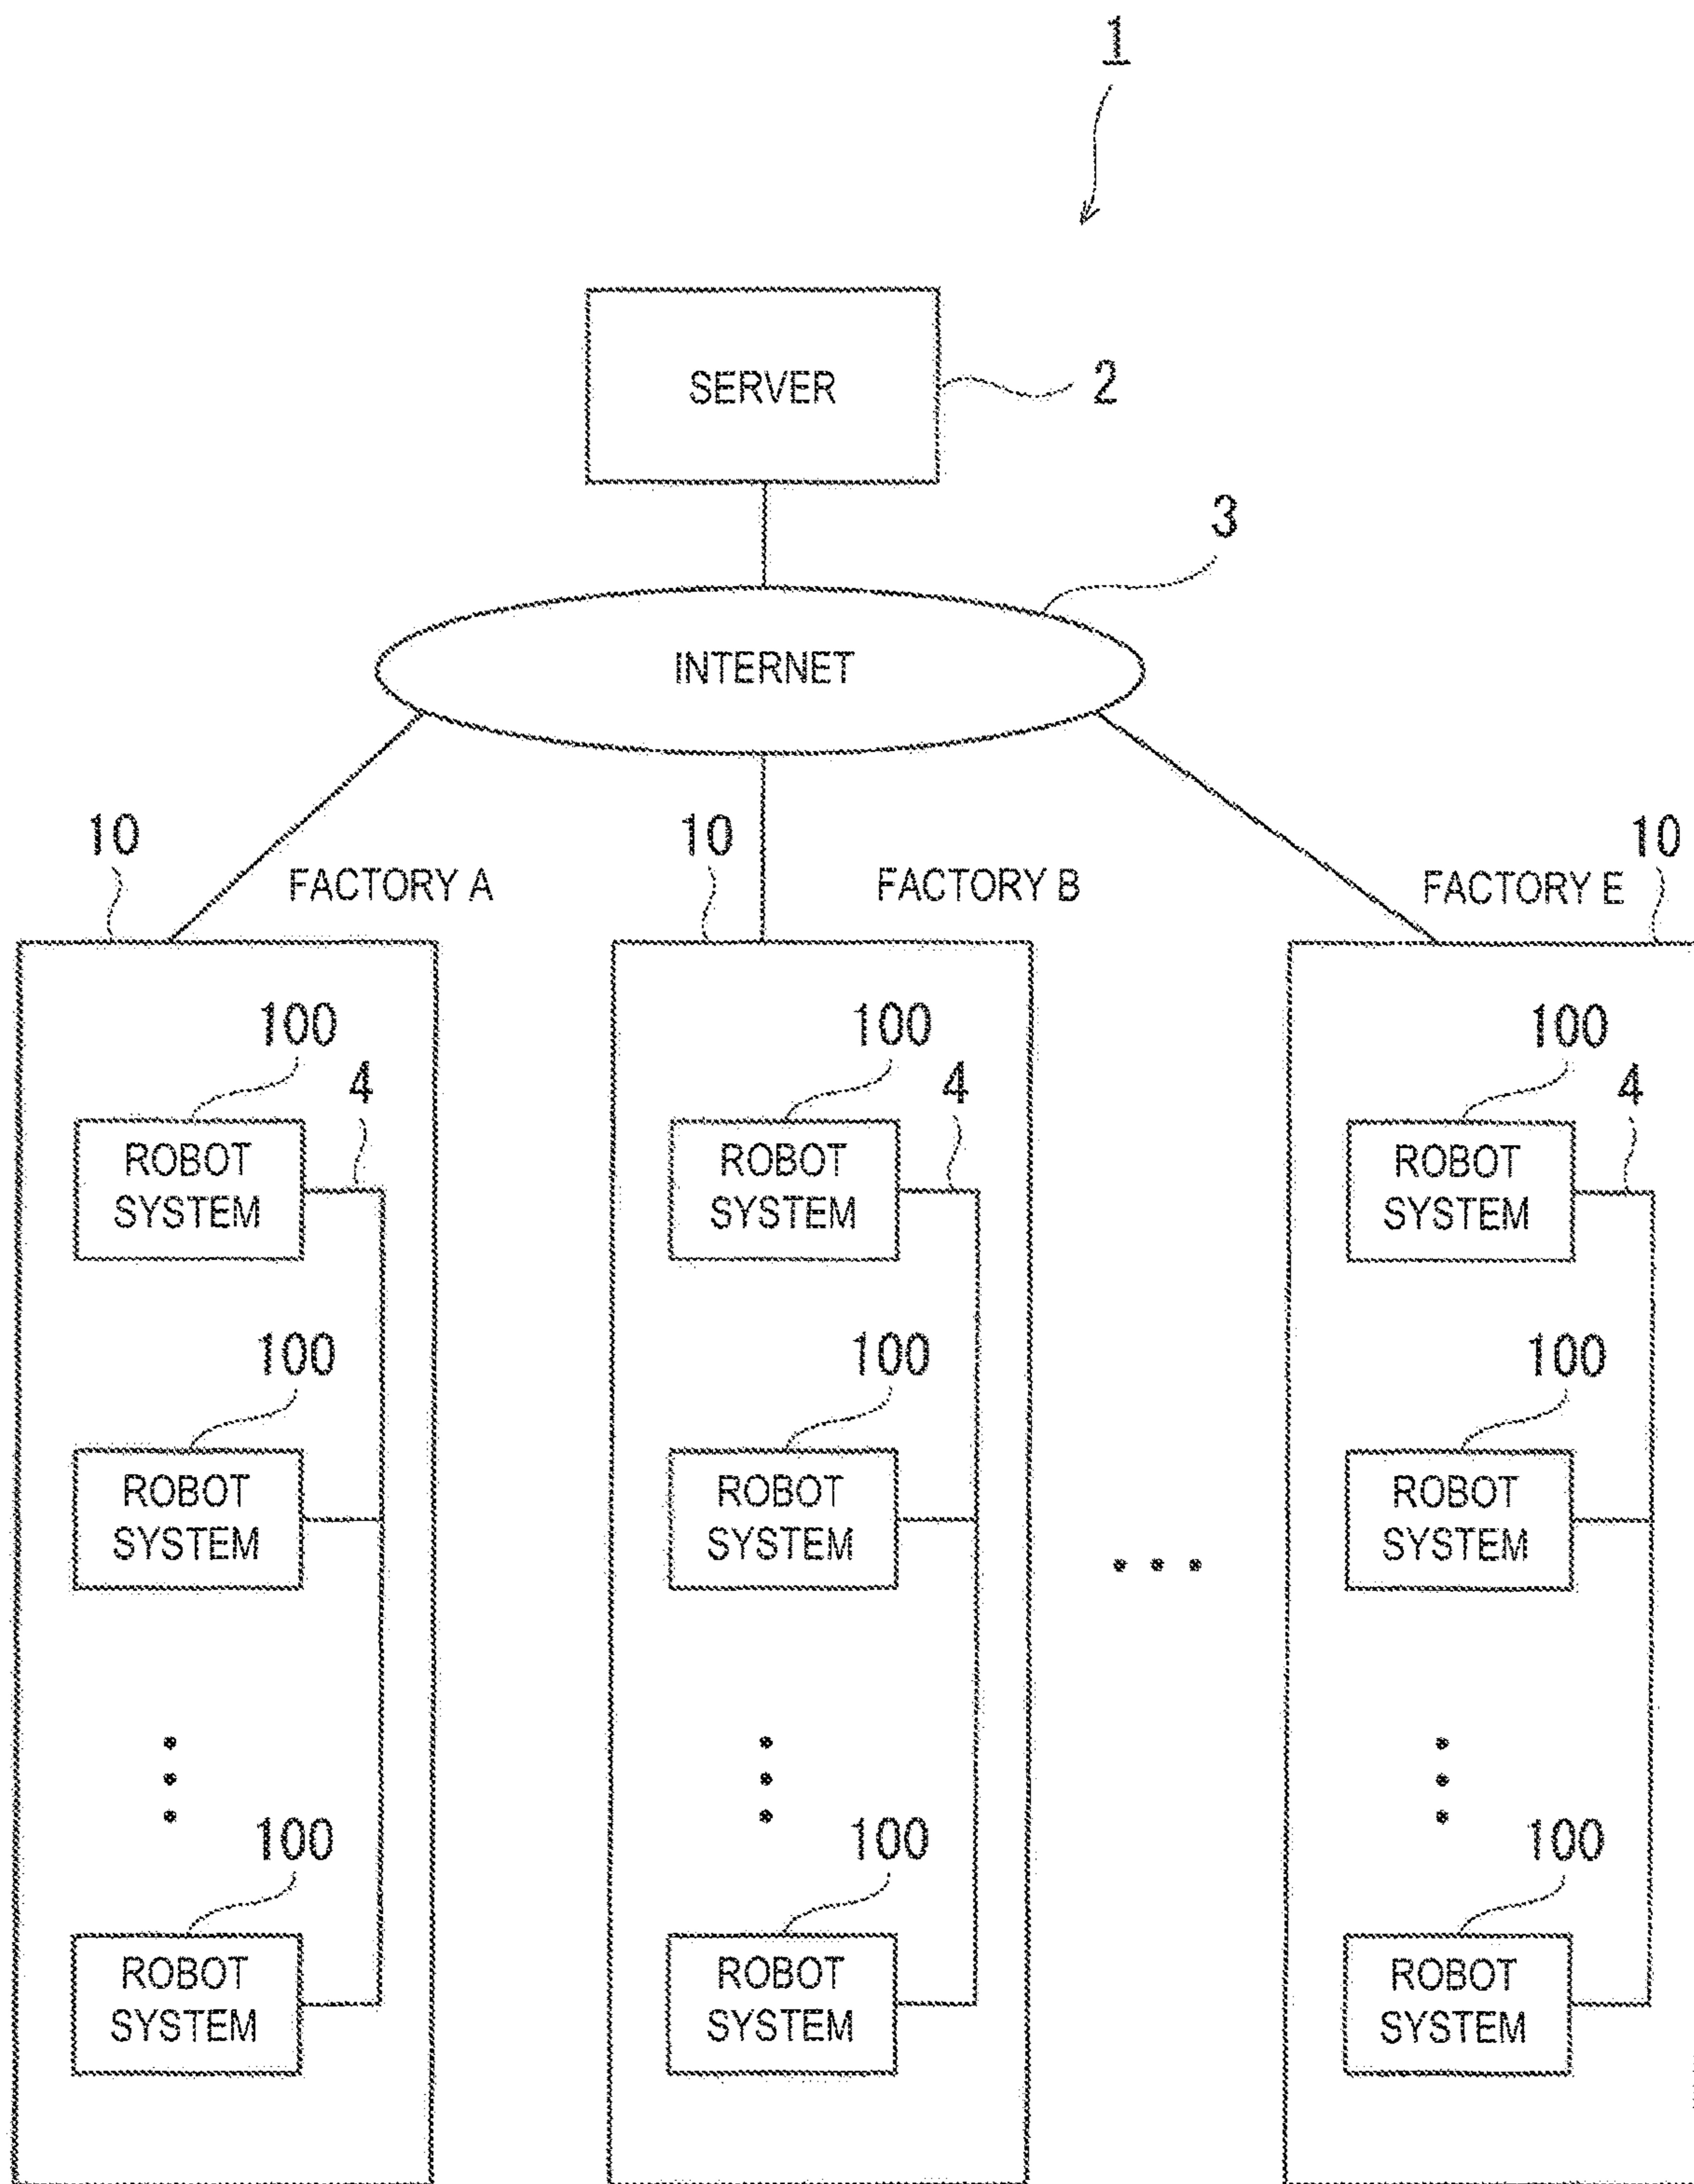 1
SERVER
2
3
INTERNET
10
FACTORY A
10
FACTORY B
10
FACTORY E
100
4
ROBOT
SYSTEM
100
4
ROBOT
SYSTEM
100
4
ROBOT
SYSTEM
100
ROBOT
SYSTEM
100
ROBOT
SYSTEM
100
ROBOT
SYSTEM
100
ROBOT
SYSTEM
100
ROBOT
SYSTEM
100
ROBOT
SYSTEM